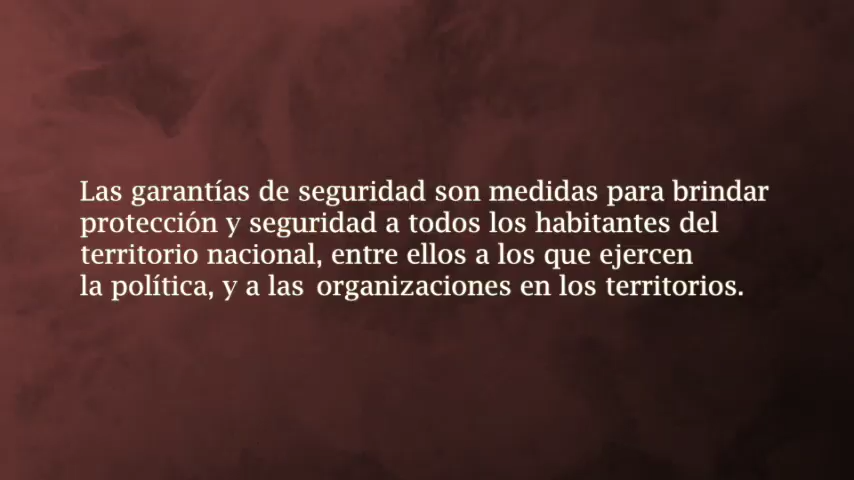 Las garantías de seguridad son medidas para brindar
protección y seguridad a todos los habitantes del
territorio nacional, entre ellos a los que ejercen
la política, y a las organizaciones en los territorios.